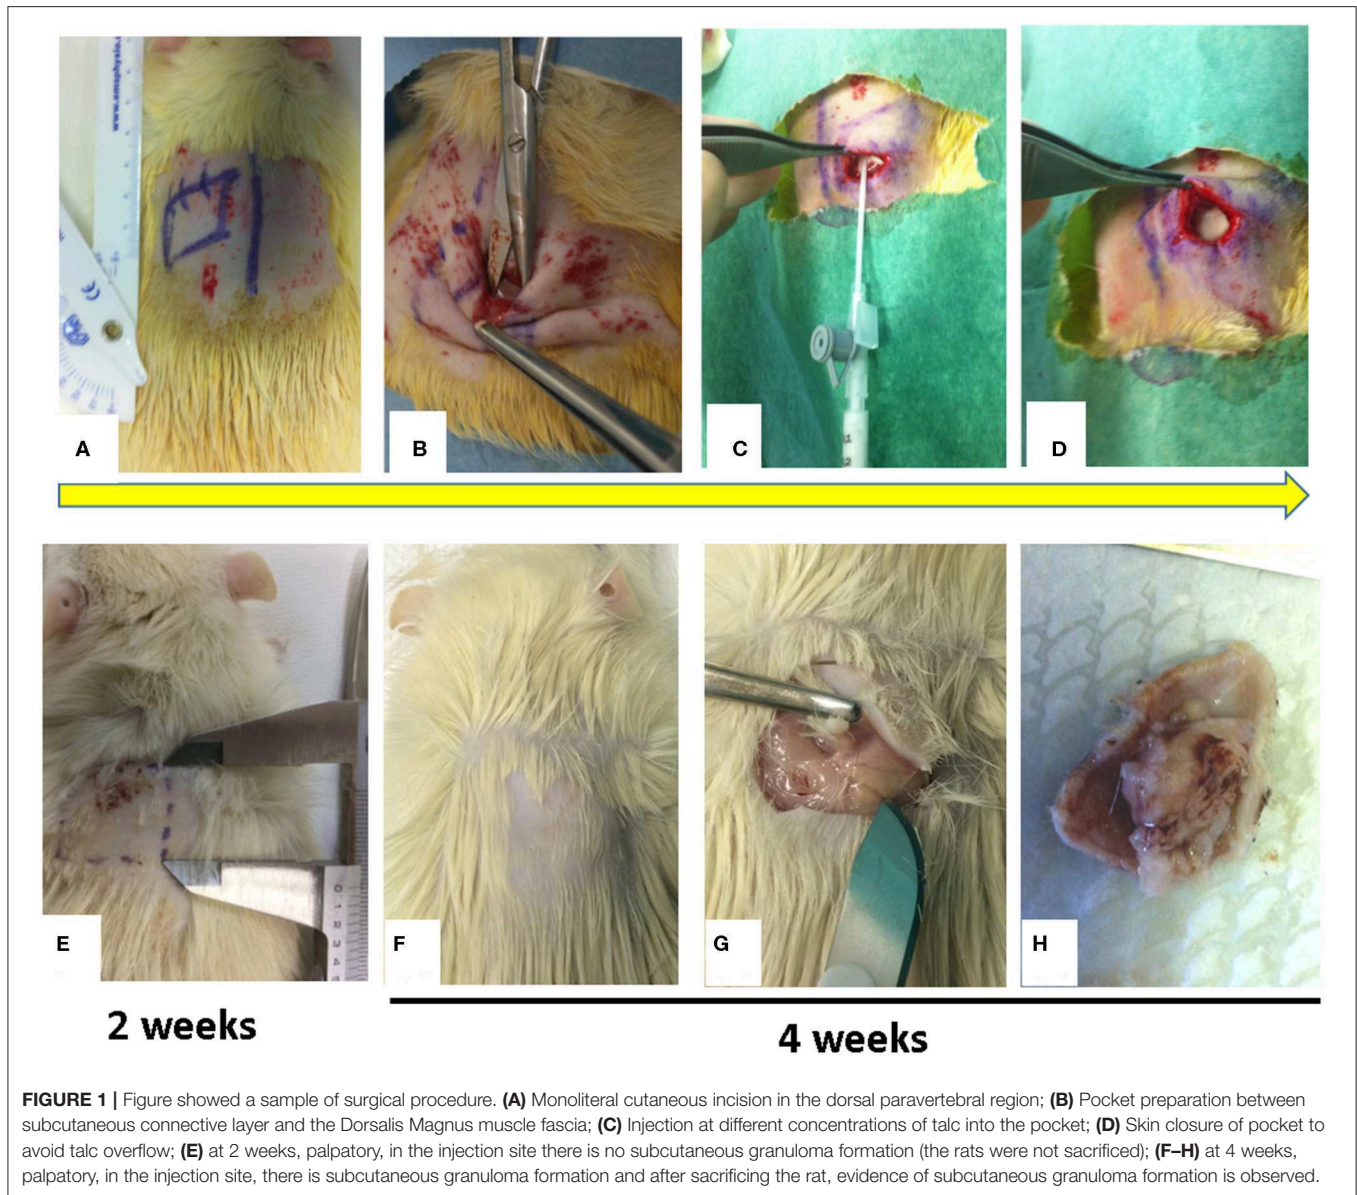 www.emsphysio.c
A
B
C
D
E
F
G
H
2 weeks
4 weeks
FIGURE 1 | Figure showed a sample of surgical procedure. (A) Monoliteral cutaneous incision in the dorsal paravertebral region; (B) Pocket preparation between
subcutaneous connective layer and the Dorsalis Magnus muscle fascia; (C) Injection at different concentrations of talc into the pocket; (D) Skin closure of pocket to
avoid talc overflow; (E) at 2 weeks, palpatory, in the injection site there is no subcutaneous granuloma formation (the rats were not sacrificed); (F–H) at 4 weeks,
palpatory, in the injection site, there is subcutaneous granuloma formation and after sacrificing the rat, evidence of subcutaneous granuloma formation is observed.